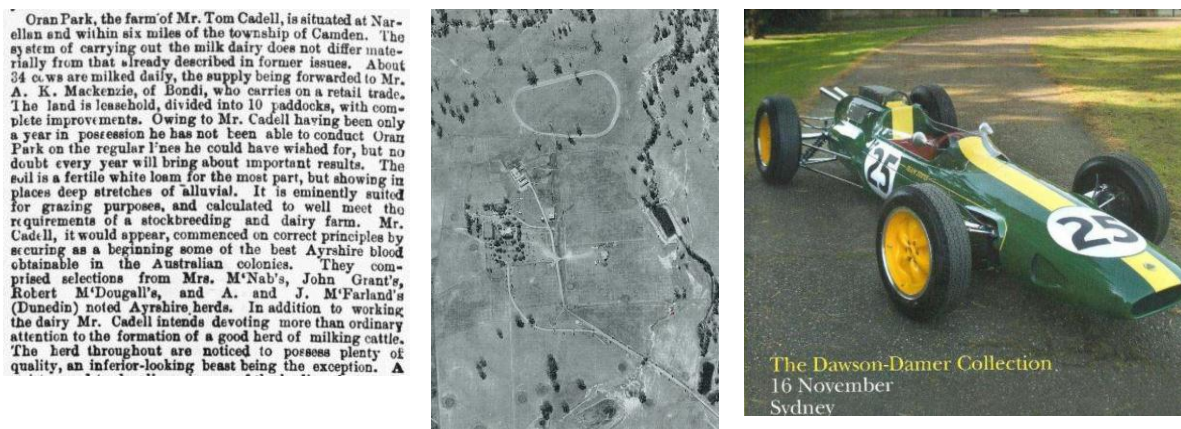 Oran Park, the farm of Mr. Tom Cadell, is situated at Nar-
ellan and within six miles of the township of Camden. The
system of carrying out the milk dairy does not differ mate-
rially from that already described in former issues. About
34 cows are milked daily, the supply being forwarded to Mr.
A. K. Mackenzie, of Bondi, who carries on a retail trade.
The land is leasehold, divided into 10 paddocks, with com-
plete improvements. Owing to Mr. Cadell having been only
a year in possession he has not been able to conduct Oran
Park on the regular l'nes he could have wished for, but no
doubt every year will bring about important results. The
soil is a fertile white loam for the most part, but showing in
places deep stretches of alluvial. It is eminently suited
for grazing purposes, and calculated to well meet the
requirements of a stockbreeding and dairy farm. Mr.
Cadell, it would appear, commenced on correct principles by
securing as a beginning some of the best Ayrshire blood
obtainable in the Australian colonies. They com-
prised selections from Mrs. M'Nab's, John Grant's,
Robert M'Dougall's, and A. and J. M'Farland's
(Dunedin) noted Ayrshire herds. In addition to working
the dairy Mr. Cadell intends devoting more than ordinary
attention to the formation of a good herd of milking cattle.
The herd throughout are noticed to possess plenty of
quality, an inferior-looking beast being the exception. A
25
25
The Dawson-Damer Collection
16 November
Sydney